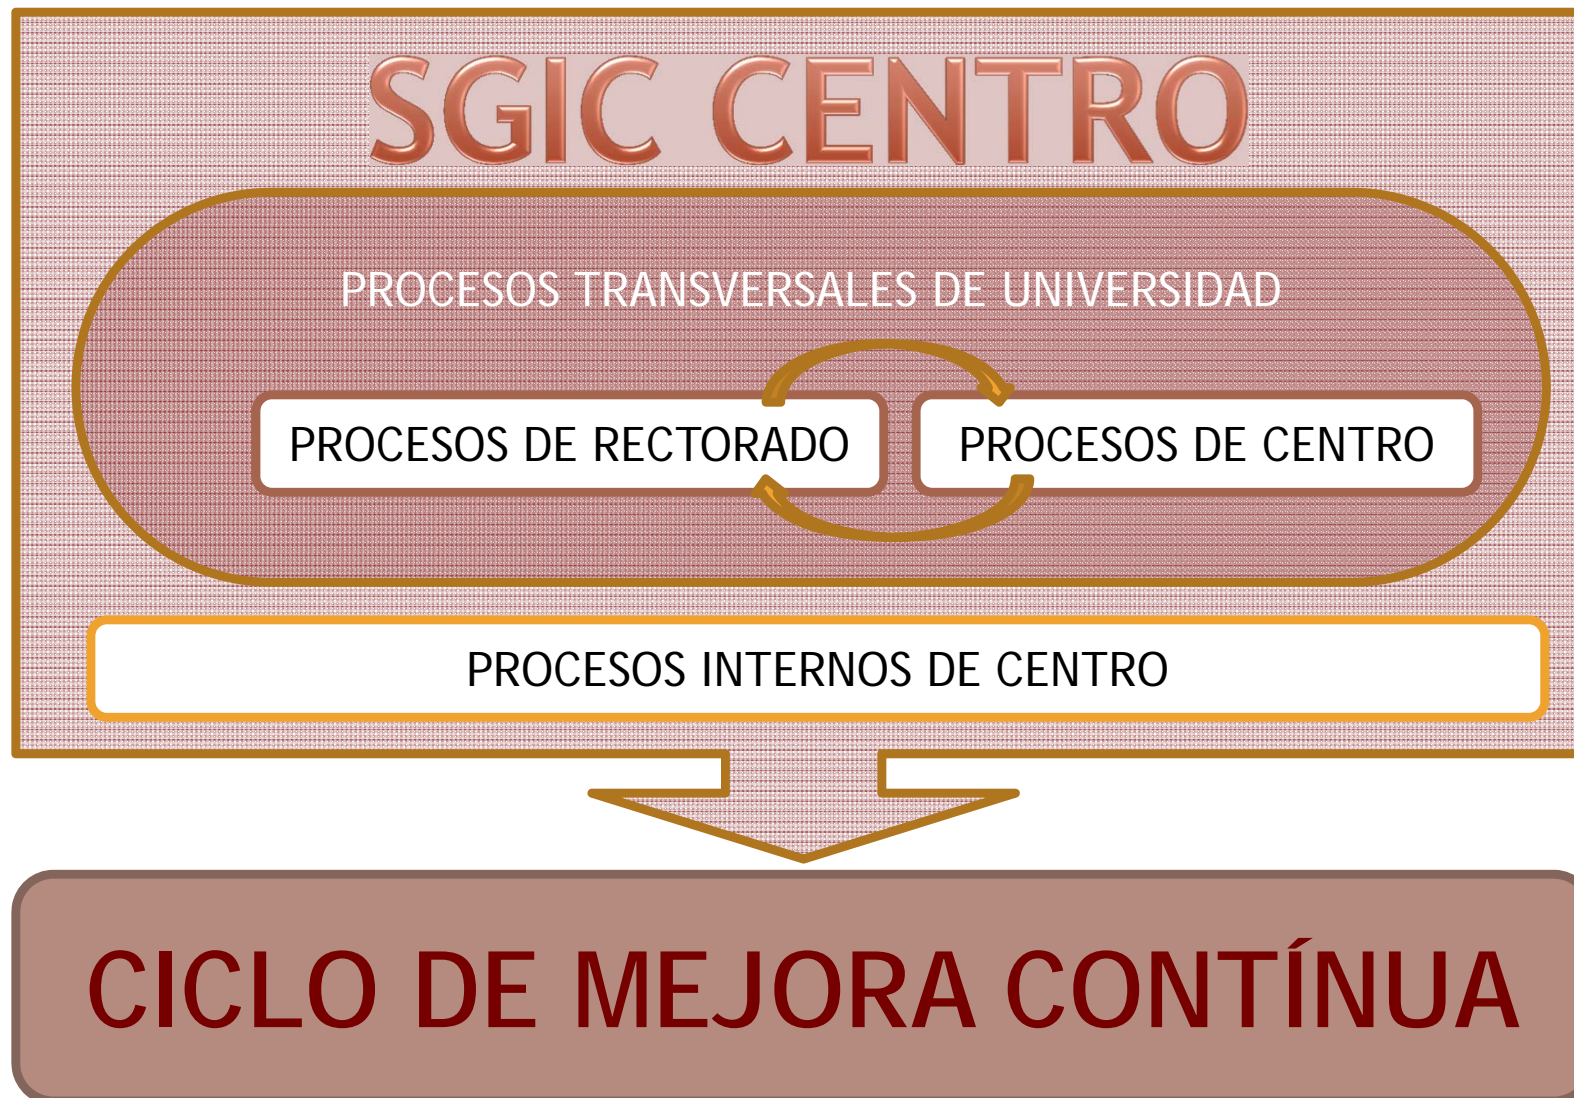 SGIC CENTRO
PROCESOS TRANSVERSALES DE UNIVERSIDAD
PROCESOS DE RECTORADO
PROCESOS DE CENTRO
PROCESOS INTERNOS DE CENTRO
CICLO DE MEJORA CONTÍNUA